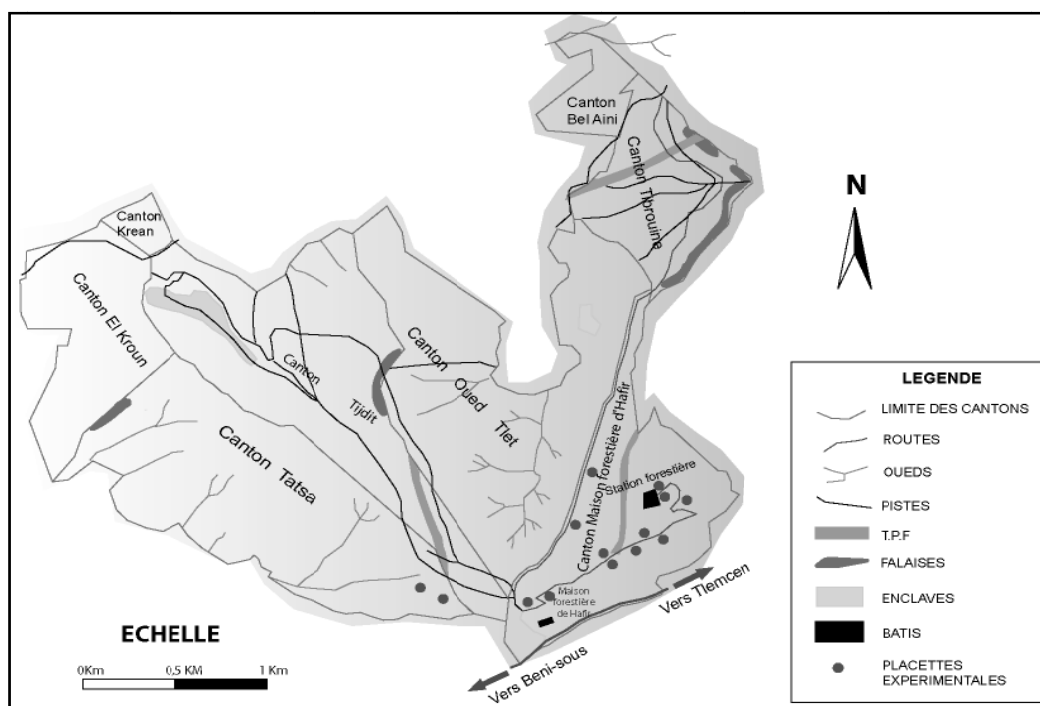 Canton
Bel Aini
Canton Tibrouine
N
Canton
Krean
Canton El Kroun
Canton
Tijdit
Canton Oued Tlet
Canton Tatsa
Canton Maison forestière d'Hafir
Station forestière
Maison
forestière
de Hafir
Vers Tlemcen
Vers Beni-sous
ECHELLE
0Km 0,5 KM 1 Km
LEGENDE
LIMITE DES CANTONS
ROUTES
OUEDS
PISTES
T.P.F
FALAISES
ENCLAVES
BATIS
PLACETTES
EXPERIMENTALES